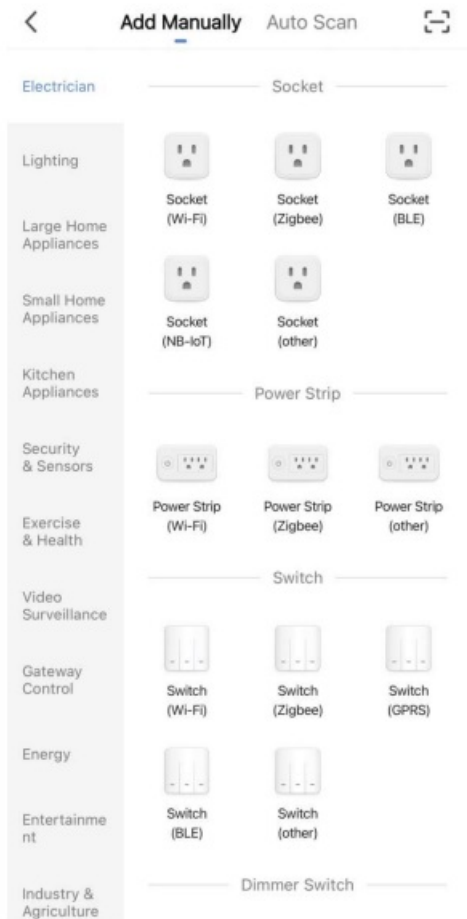 Add Manually
Auto Scan
Electrician
Lighting
Large Home
Appliances
Small Home
Appliances
Kitchen
Appliances
Security
& Sensors
Exercise
& Health
Video
Surveillance
Gateway
Control
Energy
Entertainme
nt
Industry &
Agriculture
Socket
Socket
(Wi-Fi)
Socket
(Zigbee)
Socket
(BLE)
Socket
(NB-IoT)
Socket
(other)
Power Strip
Power Strip
(Wi-Fi)
Power Strip
(Zigbee)
Power Strip
(other)
Switch
Switch
(Wi-Fi)
Switch
(Zigbee)
Switch
(GPRS)
Switch
(BLE)
Switch
(other)
Dimmer Switch